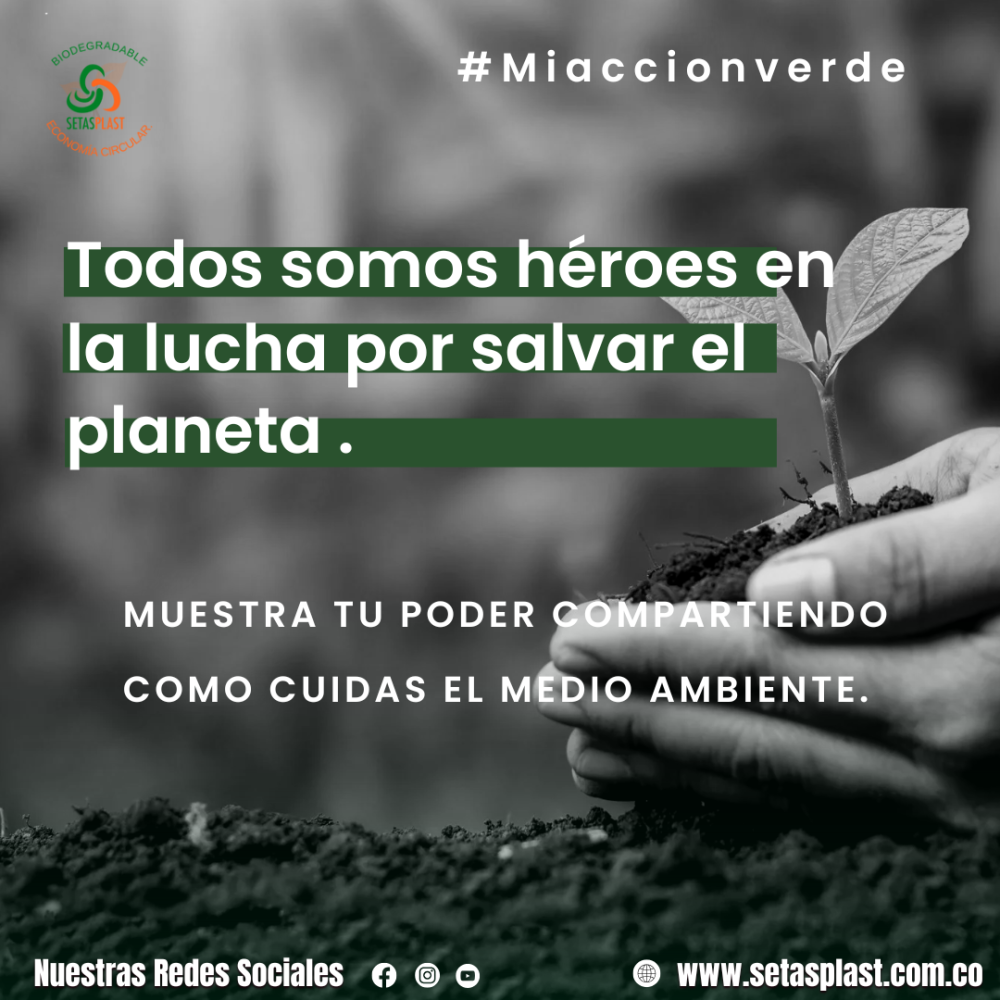 BIODEGRADABLE
SETASPLAST
ECONOMÍA CIRCULAR.
#Miaccionverde
Todos somos héroes en
la lucha por salvar el
planeta .
MUESTRA TU PODER COMPARTIENDO
COMO CUIDAS EL MEDIO AMBIENTE.
Nuestras Redes Sociales
www.setasplast.com.co